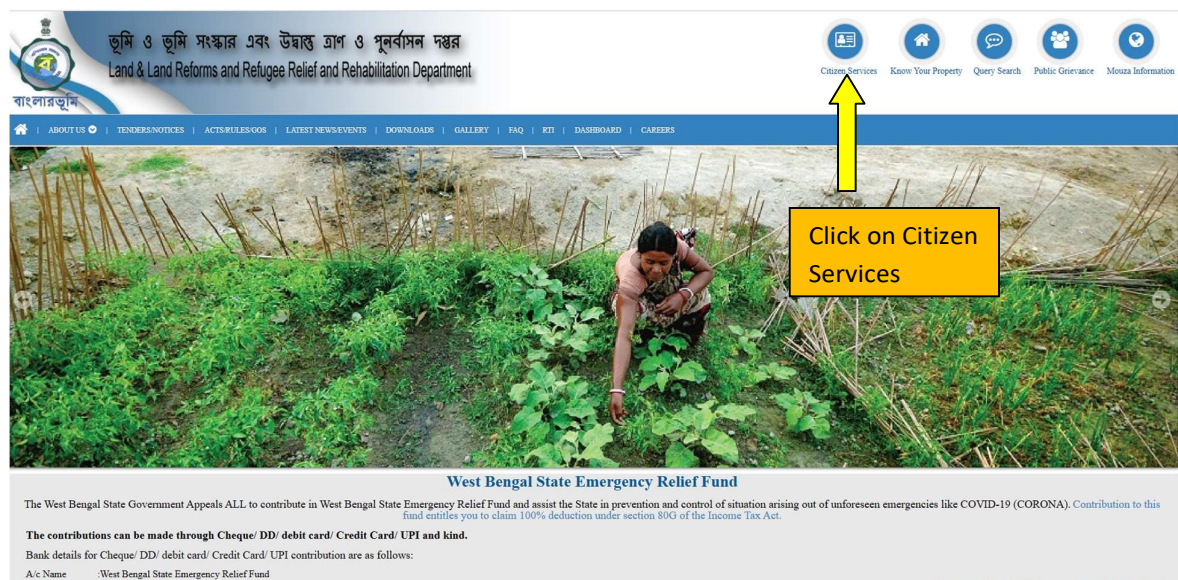 ভূমি ও ভূমি সংস্কার এবং উদ্বাস্তু ত্রাণ ও পুনর্বাসন দপ্তর
Land & Land Reforms and Refugee Relief and Rehabilitation Department
বাংলারভূমি
Citizen Services Know Your Property Query Search Public Grievance Mouza Information
ABOUT US | TENDERS/NOTICES | ACTS/RULES/GOS | LATEST NEWS/EVENTS | DOWNLOADS | GALLERY | FAQ | RTI | DASHBOARD | CAREERS
Click on Citizen
Services
West Bengal State Emergency Relief Fund
The West Bengal State Government Appeals ALL to contribute in West Bengal State Emergency Relief Fund and assist the State in prevention and control of situation arising out of unforeseen emergencies like COVID-19 (CORONA). Contribution to this
fund entitles you to claim 100% deduction under section 80G of the Income Tax Act.
The contributions can be made through Cheque/ DD/ debit card/ Credit Card/ UPI and kind.
Bank details for Cheque/ DD/ debit card/ Credit Card/ UPI contribution are as follows:
A/c Name :West Bengal State Emergency Relief Fund